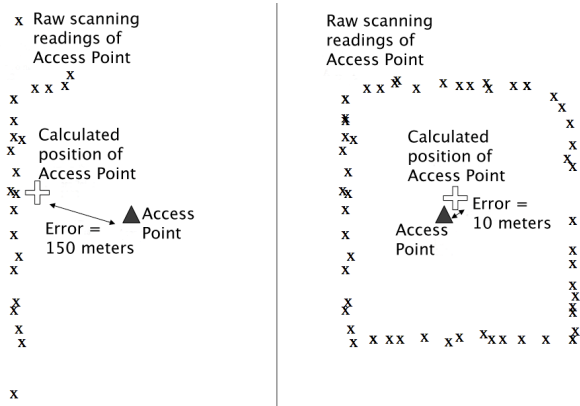 x Raw scanning
readings of
Access Point
Calculated
position of
Access Point
Access
Point
Error =
150 meters
Raw scanning
readings of
Access Point
Calculated
position of
Access Point
Error =
10 meters
Access
Point